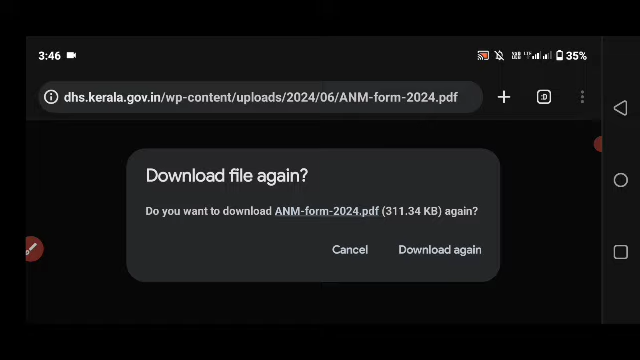 3:46 35%
dhs.kerala.gov.in/wp-content/uploads/2024/06/ANM-form-2024.pdf :D
Download file again?
Do you want to download ANM-form-2024.pdf (311.34 KB) again?
Cancel Download again